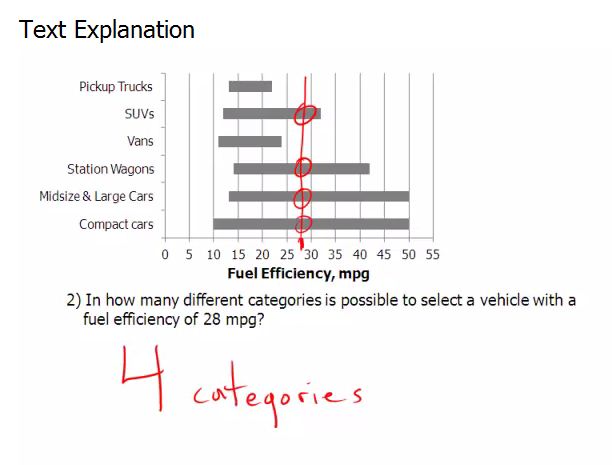 Text Explanation
Pickup Trucks
SUVs
Vans
Station Wagons
Midsize & Large Cars
Compact cars
0 5 10 15 20 25 30 35 40 45 50 55
Fuel Efficiency, mpg
2) In how many different categories is possible to select a vehicle with a
fuel efficiency of 28 mpg?
4 categories